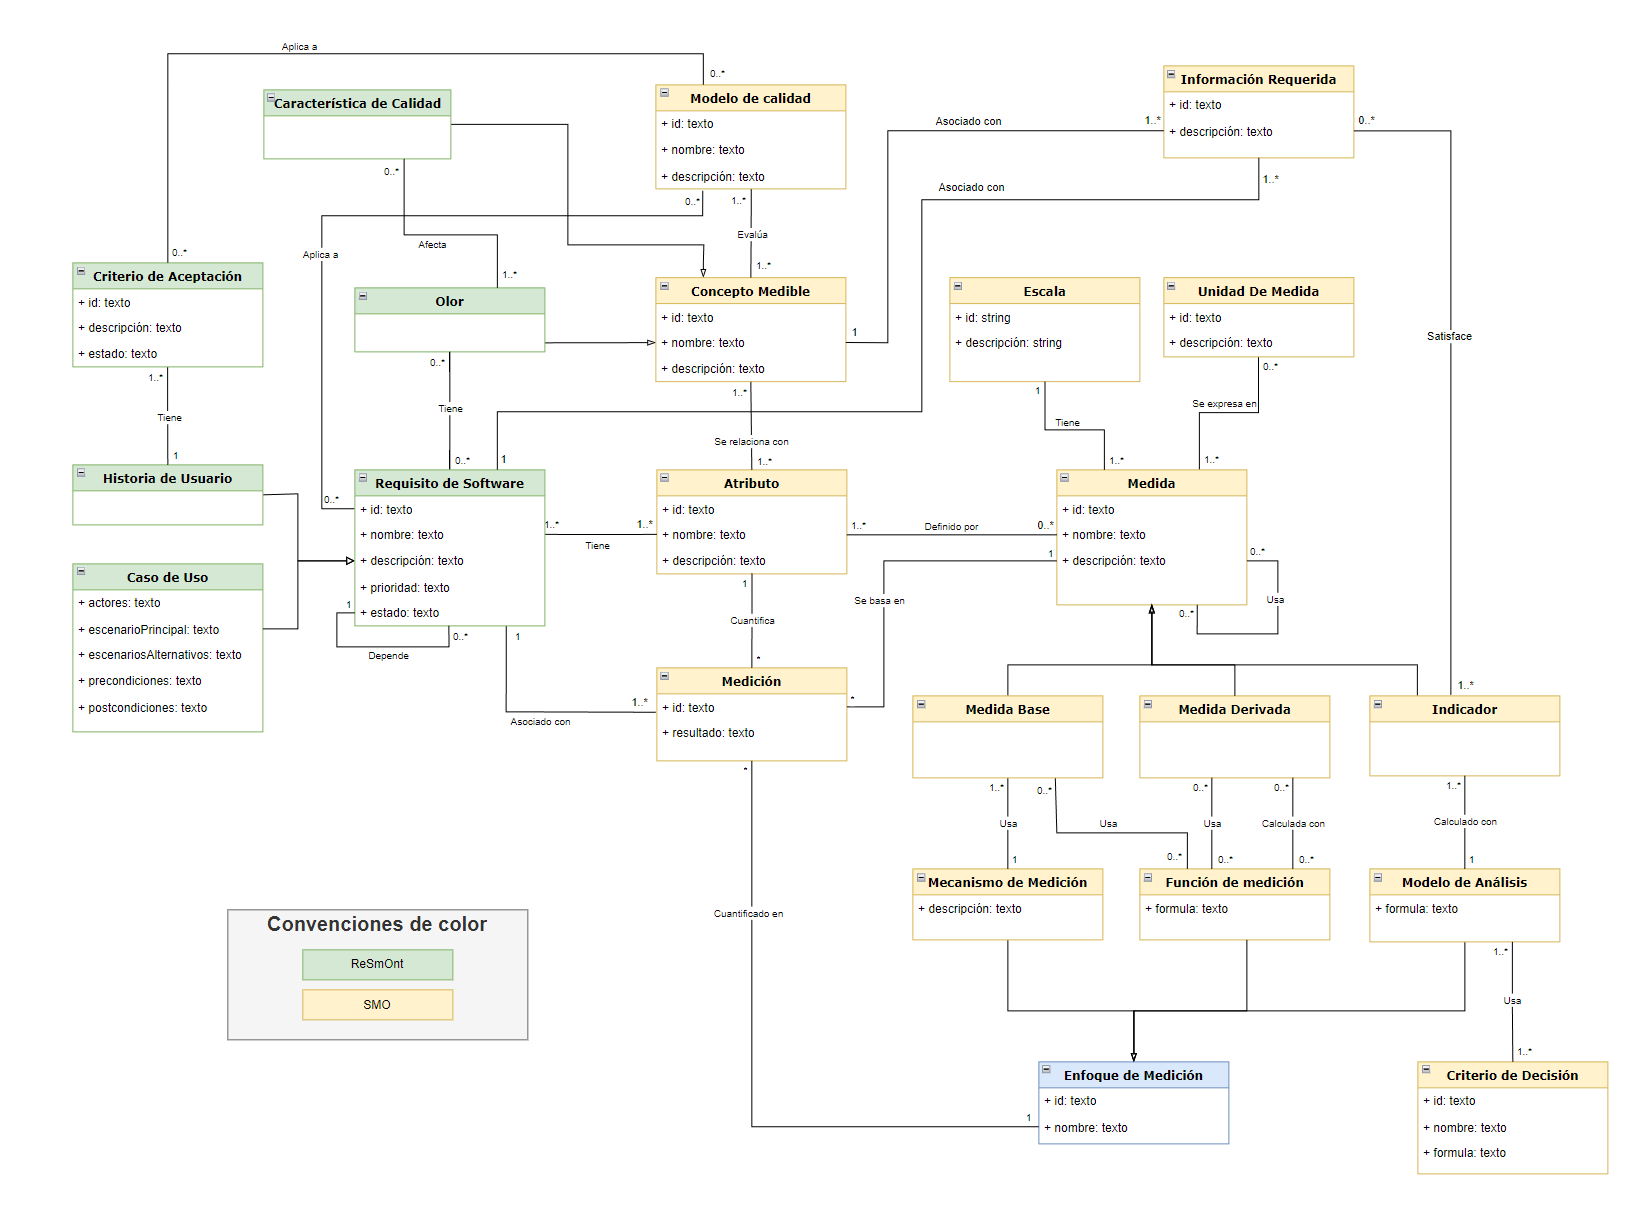 Aplica a
0..*
Característica de Calidad
Modelo de calidad
+ id: texto
+ nombre: texto
+ descripción: texto
Información Requerida
+ id: texto
+ descripción: texto
Asociado con
1..*
0..*
0..*
Asociado con
1..*
0..*
1..*
Evalúa
Aplica a
Afecta
0..*
1..*
1..*
Criterio de Aceptación
+ id: texto
+ descripción: texto
+ estado: texto
Olor
Concepto Medible
+ id: texto
+ nombre: texto
+ descripción: texto
1
Escala
+ id: string
+ descripción: string
Unidad De Medida
+ id: texto
+ descripción: texto
Satisface
0..*
0..*
1..*
1..*
1
Tiene
Tiene
Se expresa en
Tiene
Se relaciona con
1
0..*
1
1..*
1..*
1..*
Historia de Usuario
Requisito de Software
+ id: texto
+ nombre: texto
+ descripción: texto
+ prioridad: texto
+ estado: texto
0..*
1..*
1..*
Tiene
Atributo
+ id: texto
+ nombre: texto
+ descripción: texto
1..*
Definido por
0..*
1
Medida
+ id: texto
+ nombre: texto
+ descripción: texto
0..*
Usa
0..*
Caso de Uso
+ actores: texto
+ escenarioPrincipal: texto
+ escenariosAlternativos: texto
+ precondiciones: texto
+ postcondiciones: texto
1
0..*
Depende
1
1
Cuantifica
*
Se basa en
*
1..*
Asociado con
Medición
+ id: texto
+ resultado: texto
*
1..*
Medida Base
Medida Derivada
Indicador
1..*
0..*
0..*
0..*
1..*
Usa
Usa
Usa
Calculada con
Calculado con
1
0..*
0..*
0..*
1
Mecanismo de Medición
+ descripción: texto
Función de medición
+ formula: texto
Modelo de Análisis
+ formula: texto
Cuantificado en
1..*
Usa
1..*
Convenciones de color
ReSmOnt
SMO
1
Enfoque de Medición
+ id: texto
+ nombre: texto
Criterio de Decisión
+ id: texto
+ nombre: texto
+ formula: texto